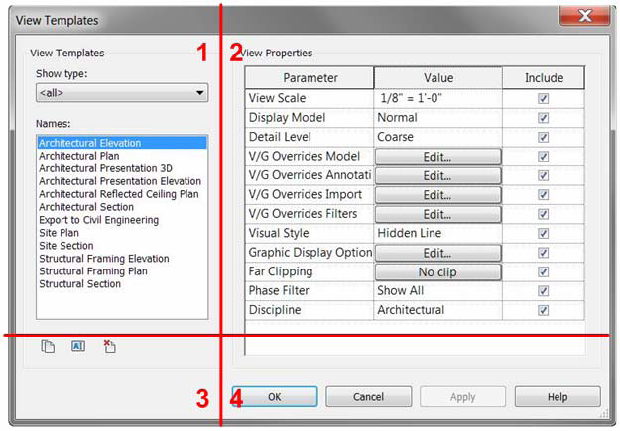 View Templates
1
2
View Templates
View Properties
Show type:
<all>
Names:
Architectural Elevation
Architectural Plan
Architectural Presentation 3D
Architectural Presentation Elevation
Architectural Reflected Ceiling Plan
Architectural Section
Export to Civil Engineering
Site Plan
Site Section
Structural Framing Elevation
Structural Framing Plan
Structural Section
Parameter Value Include
View Scale 1/8" = 1'-0"
Display Model Normal
Detail Level Coarse
V/G Overrides Model Edit...
V/G Overrides Annotati Edit...
V/G Overrides Import Edit...
V/G Overrides Filters Edit...
Visual Style Hidden Line
Graphic Display Option Edit...
Far Clipping No clip
Phase Filter Show All
Discipline Architectural
3
4
OK Cancel Apply Help